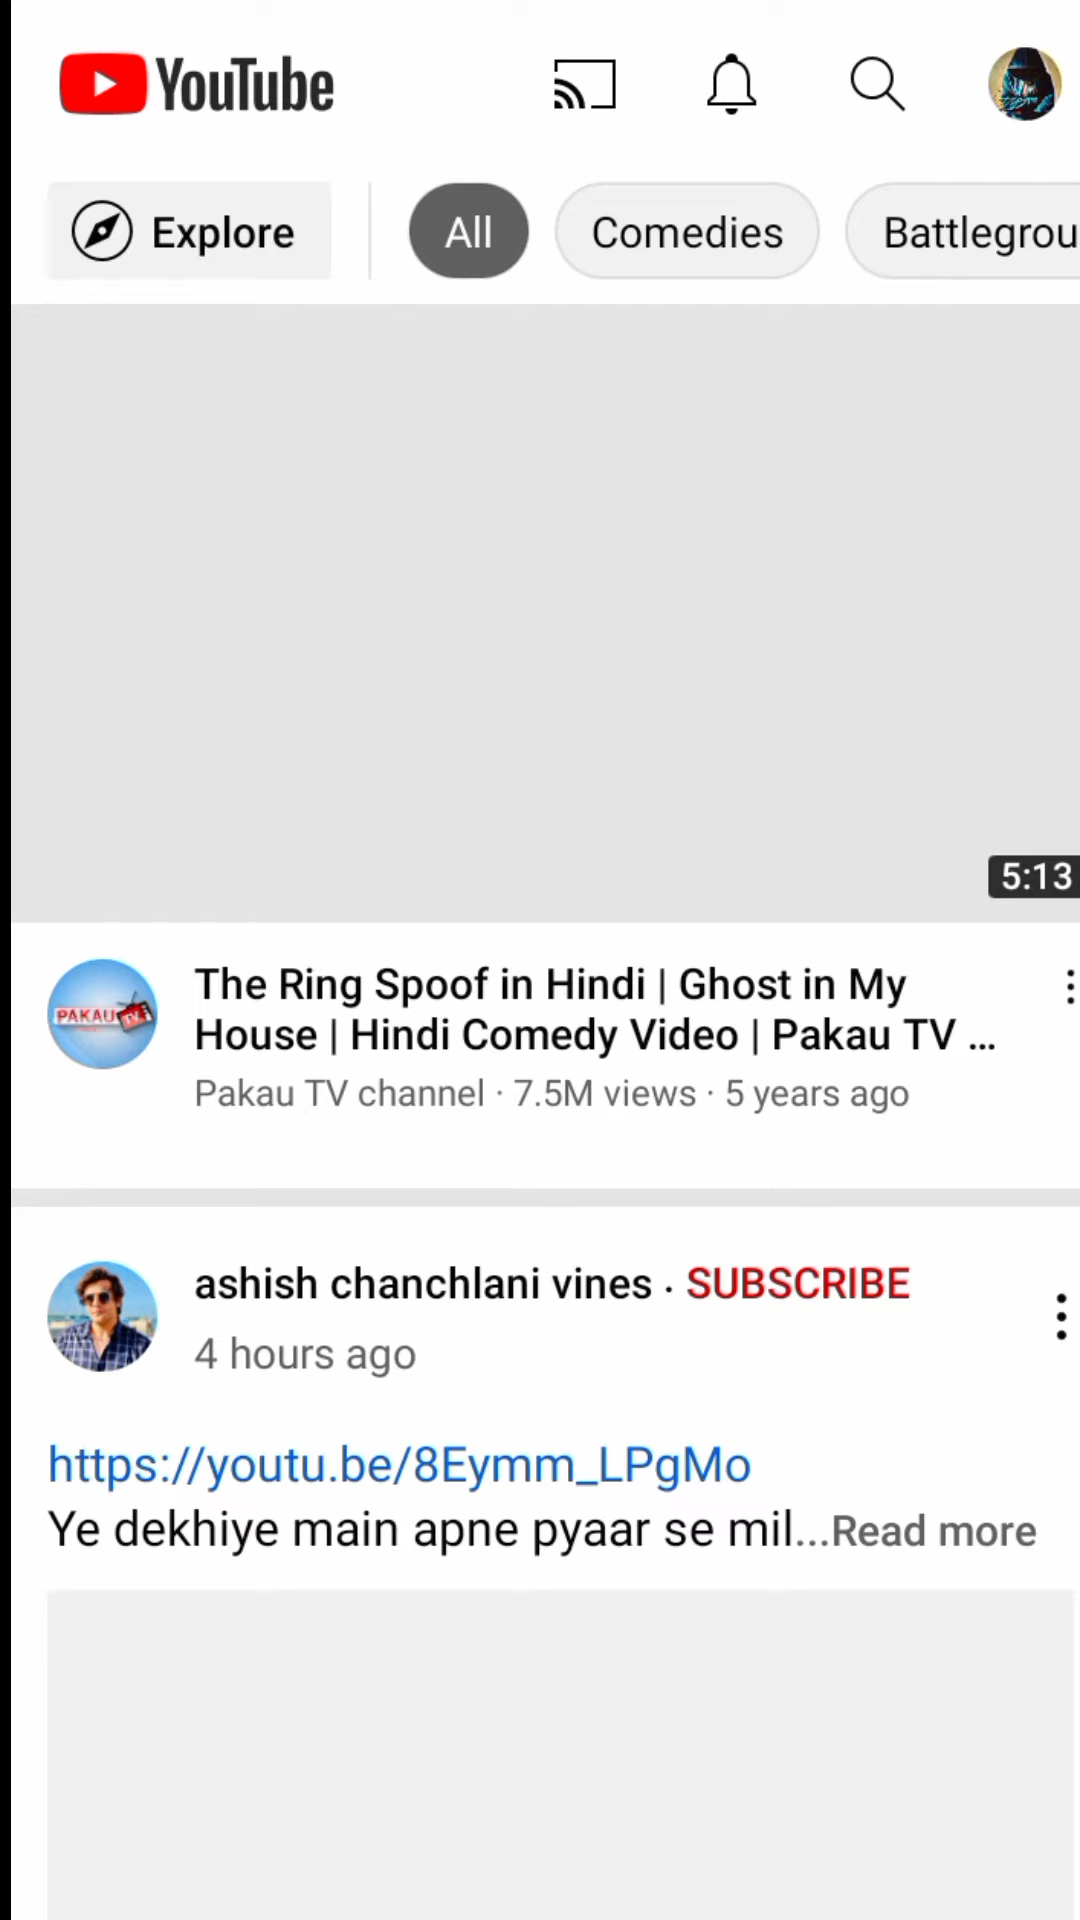 YouTube
Explore
All
Comedies
Battlegrou
5:13
PAKAU TV
The Ring Spoof in Hindi | Ghost in My
House | Hindi Comedy Video | Pakau TV ...
Pakau TV channel · 7.5M views · 5 years ago
ashish chanchlani vines · SUBSCRIBE
4 hours ago
https://youtu.be/8Eymm_LPgMo
Ye dekhiye main apne pyaar se mil...Read more